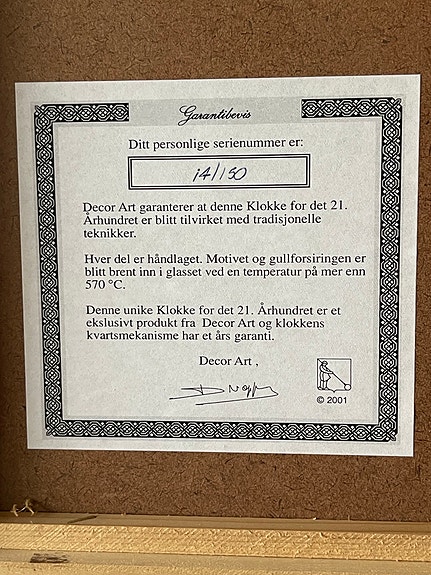 Garantibevis
Ditt personlige serienummer er:
14/150
Decor Art garanterer at denne Klokke for det 21.
Århundret er blitt tilvirket med tradisjonelle
teknikker.
Hver del er håndlaget. Motivet og gullforsiringen er
blitt brent inn i glasset ved en temperatur på mer enn
570 °C.
Denne unike Klokke for det 21. Århundret er et
ekslusivt produkt fra Decor Art og klokkens
kvartsmekanisme har et års garanti.
Decor Art ,
© 2001